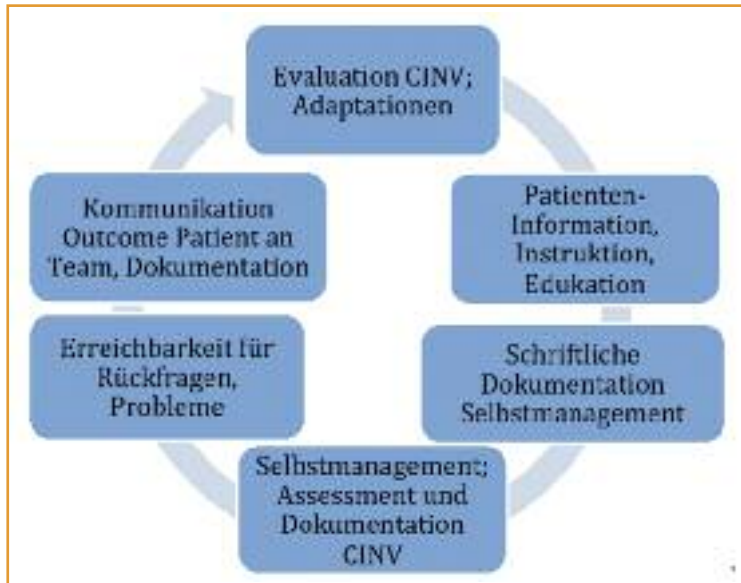 Evaluation CINV;
Adaptationen
Patienten-
Information,
Instruktion,
Edukation
Schriftliche
Dokumentation
Selbstmanagement
Selbstmanagement;
Assessment und
Dokumentation
CINV
Erreichbarkeit für
Rückfragen,
Probleme
Kommunikation
Outcome Patient an
Team, Dokumentation